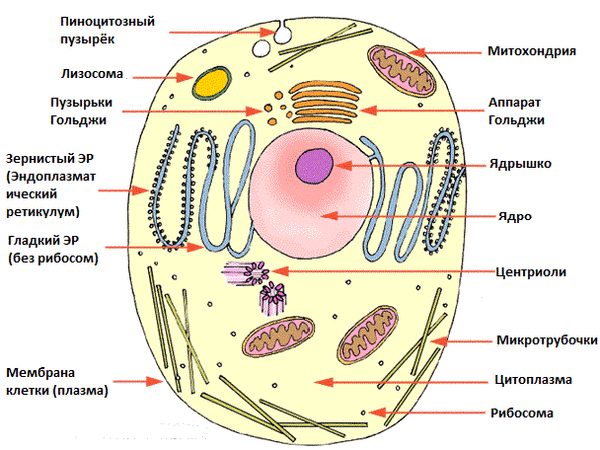 Пиноцитозный
пузырёк
Лизосома
Пузырьки
Гольджи
Зернистый ЭР
(Эндоплазмат
ический
ретикулум)
Гладкий ЭР
(без рибосом)
Мембрана
клетки (плазма)
Митохондрия
Аппарат
Гольджи
Ядрышко
Ядро
Центриоли
Микротрубочки
Цитоплазма
Рибосома